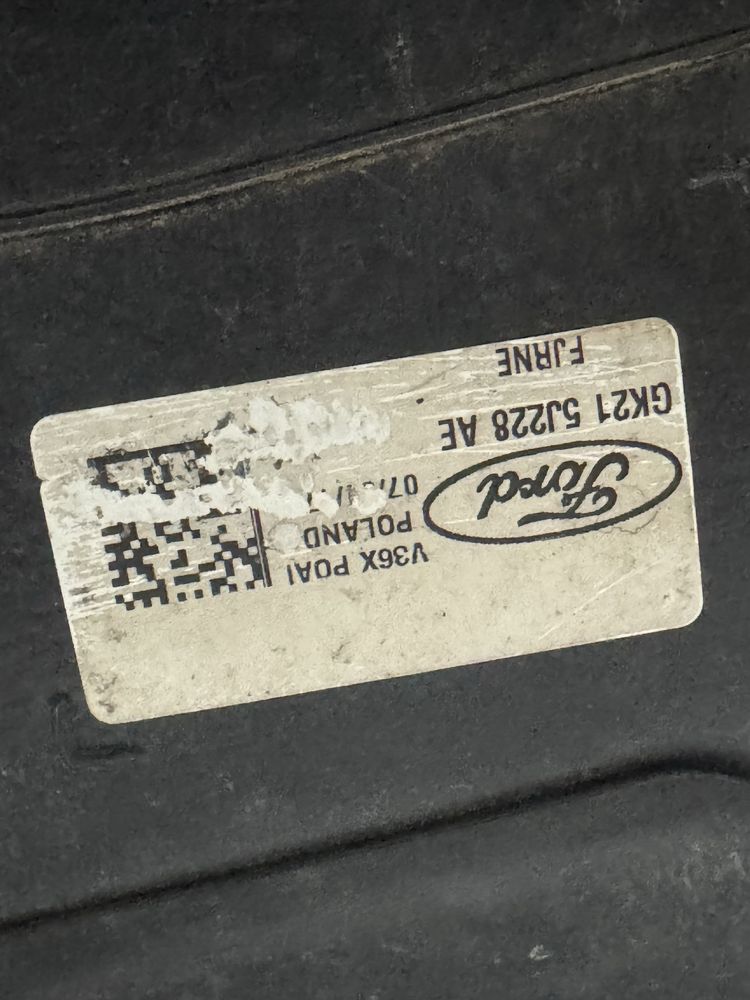 Ford
V36X POAI
POLAND
GK21 5J228 AE
FJRNE